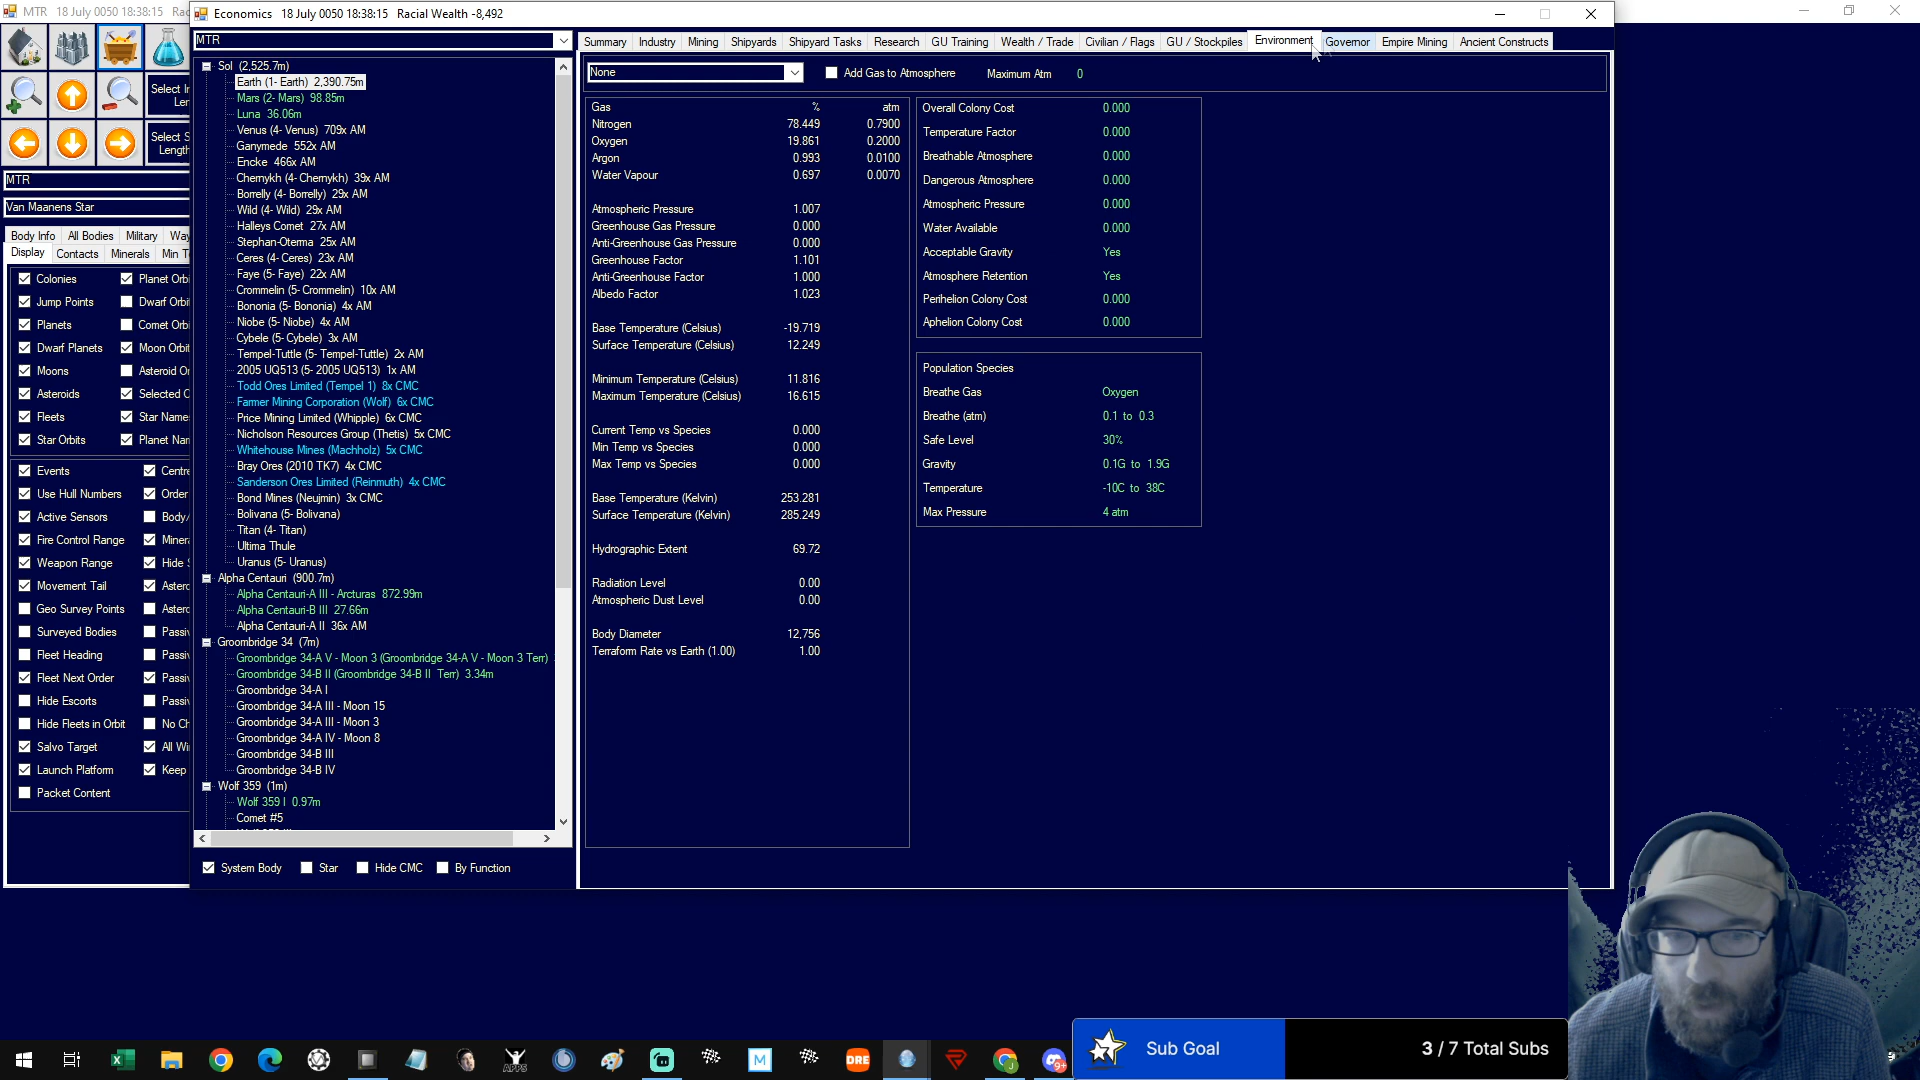 MTR 18 July 0050 18:38:15
Economics 18 July 0050 18:38:15 Racial Wealth -8,492
MTR
Summary Industry Mining Shipyards Shipyard Tasks Research GU Training Wealth / Trade Civilian / Flags GU / Stockpiles Environment Governor Empire Mining Ancient Constructs
None
Add Gas to Atmosphere
Maximum Atm 0
Sol (2,525.7m)
Earth (1- Earth) 2,390.75m
Mars (2- Mars) 98.85m
Luna 36.06m
Venus (4- Venus) 709x AM
Ganymede 552x AM
Encke 466x AM
Chernykh (4- Chernykh) 39x AM
Borrelly (4- Borrelly) 29x AM
Wild (4- Wild) 29x AM
Halleys Comet 27x AM
Stephan-Oterma 25x AM
Ceres (4- Ceres) 23x AM
Faye (5- Faye) 22x AM
Crommelin (5- Crommelin) 10x AM
Bononia (5- Bononia) 4x AM
Niobe (5- Niobe) 4x AM
Cybele (5- Cybele) 3x AM
Tempel-Tuttle (5- Tempel-Tuttle) 2x AM
2005 UQ513 (5- 2005 UQ513) 1x AM
Todd Ores Limited (Tempel 1) 8x CMC
Farmer Mining Corporation (Wolf) 6x CMC
Price Mining Limited (Whipple) 6x CMC
Nicholson Resources Group (Thetis) 5x CMC
Whitehouse Mines (Machholz) 5x CMC
Bray Ores (2010 TK7) 4x CMC
Sanderson Ores Limited (Reinmuth) 4x CMC
Bond Mines (Neujmin) 3x CMC
Bolivana (5- Bolivana)
Titan (4- Titan)
Ultima Thule
Uranus (5- Uranus)
Alpha Centauri (900.7m)
Alpha Centauri-A III - Arcturas 872.99m
Alpha Centauri-B III 27.66m
Alpha Centauri-A II 36x AM
Groombridge 34 (7m)
Groombridge 34-A V - Moon 3 (Groombridge 34-A V - Moon 3 Terr)
Groombridge 34-B II (Groombridge 34-B II Terr) 3.34m
Groombridge 34-A I
Groombridge 34-A III - Moon 15
Groombridge 34-A III - Moon 3
Groombridge 34-A IV - Moon 8
Groombridge 34-B III
Groombridge 34-B IV
Wolf 359 (1m)
Wolf 359 I 0.97m
Comet #5
System Body Star Hide CMC By Function
Gas % atm
Nitrogen 78.449 0.7900
Oxygen 19.861 0.2000
Argon 0.993 0.0100
Water Vapour 0.697 0.0070
Atmospheric Pressure 1.007
Greenhouse Gas Pressure 0.000
Anti-Greenhouse Gas Pressure 0.000
Greenhouse Factor 1.101
Anti-Greenhouse Factor 1.000
Albedo Factor 1.023
Base Temperature (Celsius) -19.719
Surface Temperature (Celsius) 12.249
Minimum Temperature (Celsius) 11.816
Maximum Temperature (Celsius) 16.615
Current Temp vs Species 0.000
Min Temp vs Species 0.000
Max Temp vs Species 0.000
Base Temperature (Kelvin) 253.281
Surface Temperature (Kelvin) 285.249
Hydrographic Extent 69.72
Radiation Level 0.00
Atmospheric Dust Level 0.00
Body Diameter 12,756
Terraform Rate vs Earth (1.00) 1.00
Overall Colony Cost 0.000
Temperature Factor 0.000
Breathable Atmosphere 0.000
Dangerous Atmosphere 0.000
Atmospheric Pressure 0.000
Water Available 0.000
Acceptable Gravity Yes
Atmosphere Retention Yes
Perihelion Colony Cost 0.000
Aphelion Colony Cost 0.000
Population Species
Breathe Gas Oxygen
Breathe (atm) 0.1 to 0.3
Safe Level 30%
Gravity 0.1G to 1.9G
Temperature -10C to 38C
Max Pressure 4 atm
MTR
Van Maanens Star
Body Info All Bodies Military
Display Contacts Minerals
Colonies
Jump Points
Planets
Dwarf Planets
Moons
Asteroids Selected
Fleets
Star Orbits
Events
Use Hull Numbers
Active Sensors
Fire Control Range
Weapon Range Hide
Movement Tail
Geo Survey Points
Surveyed Bodies
Fleet Heading
Fleet Next Order
Hide Escorts
Hide Fleets in Orbit
Salvo Target
Launch Platform Keep
Packet Content
APPS
M
DRE
9+
Sub Goal 3 / 7 Total Subs